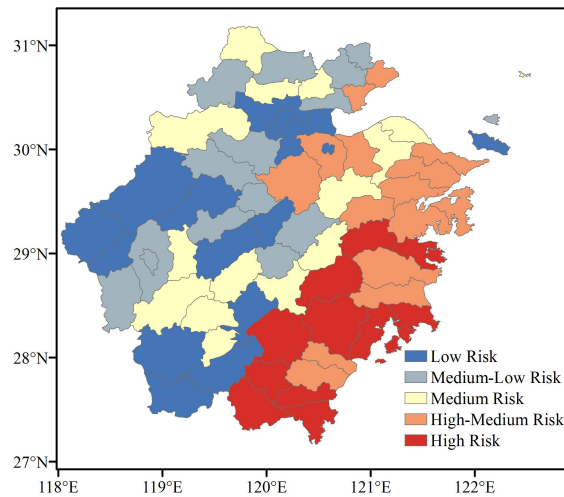 31°N
30°N
29°N
28°N
27°N
Low Risk
Medium-Low Risk
Medium Risk
High-Medium Risk
High Risk
118°E 119°E 120°E 121°E 122°E